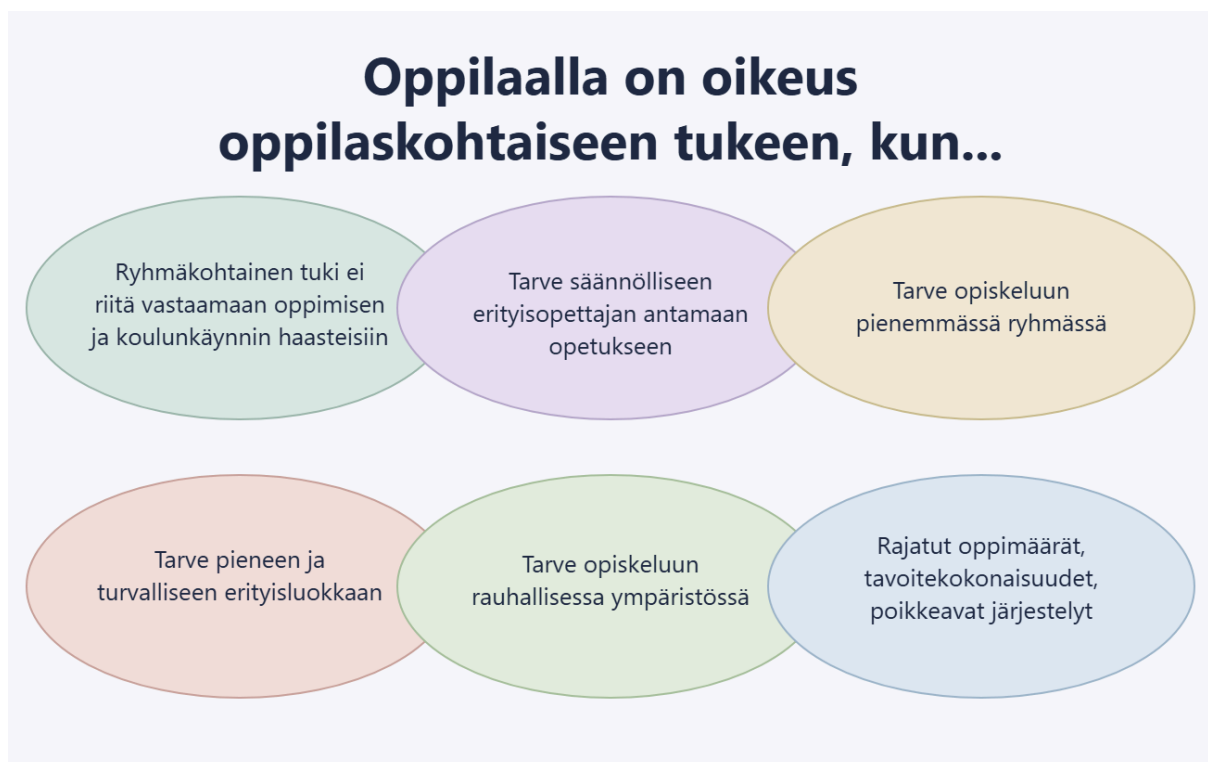 Oppilaalla on oikeus
oppilaskohtaiseen tukeen, kun...
Ryhmäkohtainen tuki ei
riitä vastaamaan oppimisen
ja koulunkäynnin haasteisiin
Tarve säännölliseen
erityisopettajan antamaan
opetukseen
Tarve opiskeluun
pienemmässä ryhmässä
Tarve pieneen ja
turvalliseen erityisluokkaan
Tarve opiskeluun
rauhallisessa ympäristössä
Rajatut oppimäärät,
tavoitekokonaisuudet,
poikkeavat järjestelyt